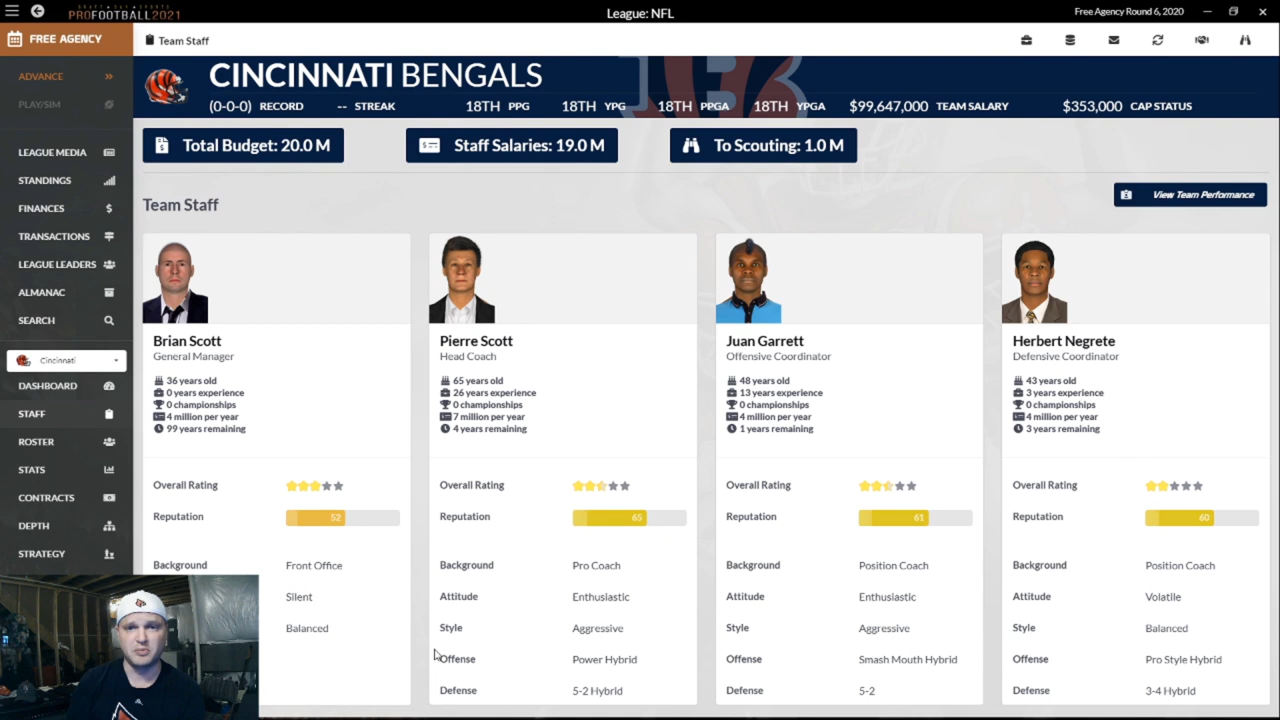 DRAFT DAY SPORTS
PROFOOTBALL2021
League: NFL
Free Agency Round 6, 2020
FREE AGENCY
Team Staff
ADVANCE
PLAY/SIM
LEAGUE MEDIA
STANDINGS
FINANCES
TRANSACTIONS
LEAGUE LEADERS
ALMANAC
SEARCH
Cincinnati
DASHBOARD
STAFF
ROSTER
STATS
CONTRACTS
DEPTH
STRATEGY
CINCINNATI BENGALS
(0-0-0) RECORD -- STREAK 18TH PPG 18TH YPG 18TH PPGA 18TH YPGA $99,647,000 TEAM SALARY $353,000 CAP STATUS
Total Budget: 20.0 M Staff Salaries: 19.0 M To Scouting: 1.0 M
Team Staff
View Team Performance
Brian Scott
General Manager
36 years old
0 years experience
0 championships
4 million per year
99 years remaining
Overall Rating
Reputation 52
Background Front Office
Silent
Balanced
Pierre Scott
Head Coach
65 years old
26 years experience
0 championships
7 million per year
4 years remaining
Overall Rating
Reputation 65
Background Pro Coach
Attitude Enthusiastic
Style Aggressive
Offense Power Hybrid
Defense 5-2 Hybrid
Juan Garrett
Offensive Coordinator
48 years old
13 years experience
0 championships
4 million per year
1 years remaining
Overall Rating
Reputation 61
Background Position Coach
Attitude Enthusiastic
Style Aggressive
Offense Smash Mouth Hybrid
Defense 5-2
Herbert Negrete
Defensive Coordinator
43 years old
3 years experience
0 championships
4 million per year
3 years remaining
Overall Rating
Reputation 60
Background Position Coach
Attitude Volatile
Style Balanced
Offense Pro Style Hybrid
Defense 3-4 Hybrid